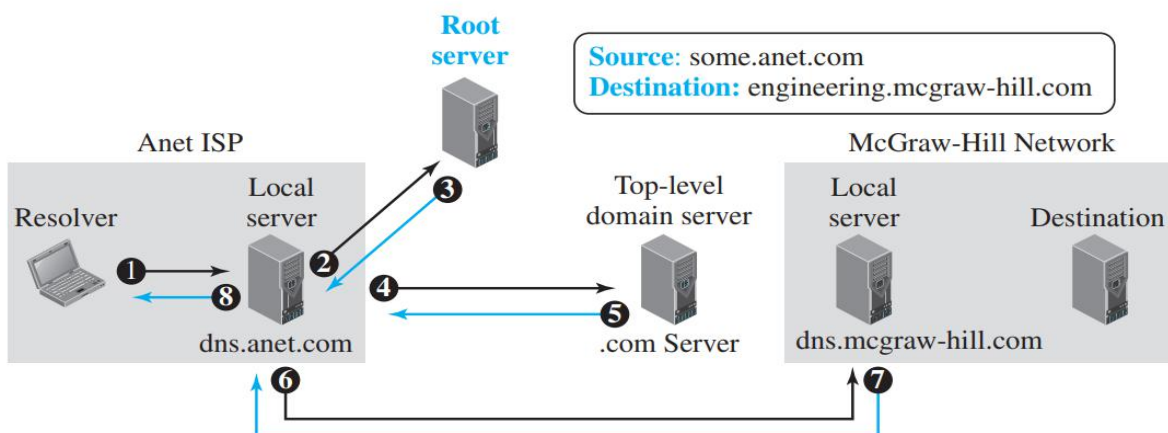 Root
server
Source: some.anet.com
Destination: engineering.mcgraw-hill.com
Anet ISP
McGraw-Hill Network
Resolver
Local
server
Top-level
domain server
Local
server
Destination
1
2
3
4
5
8
dns.anet.com
.com Server
dns.mcgraw-hill.com
6
7